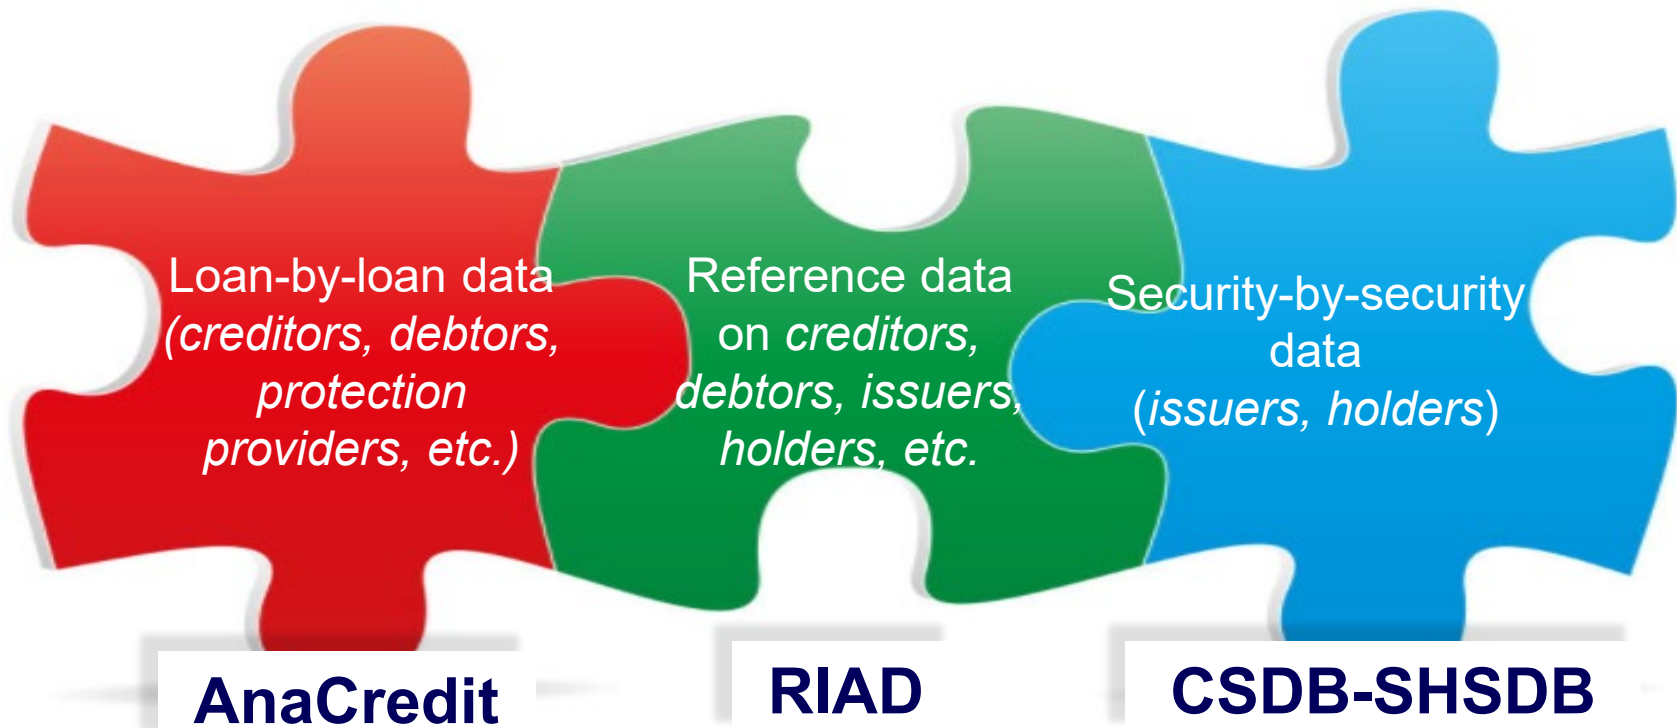 Loan-by-loan data
(creditors, debtors,
protection
providers, etc.)
Reference data
on creditors,
debtors, issuers,
holders, etc.
Security-by-security
data
(issuers, holders)
AnaCredit
RIAD
CSDB-SHSDB